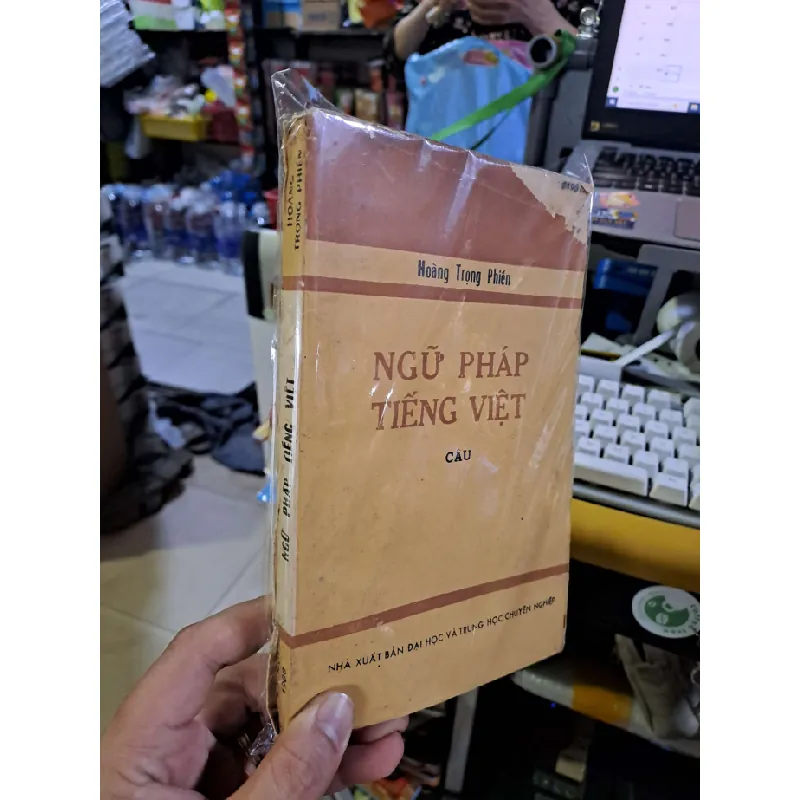 Hoàng Trọng Phiến
NGỮ PHÁP
TIẾNG VIỆT
CÂU
NHÀ XUẤT BẢN ĐẠI HỌC VÀ TRUNG HỌC CHUYÊN NGHIỆP
HOÀNG
TRỌNG PHIẾN
NGỮ PHÁP TIẾNG VIỆT